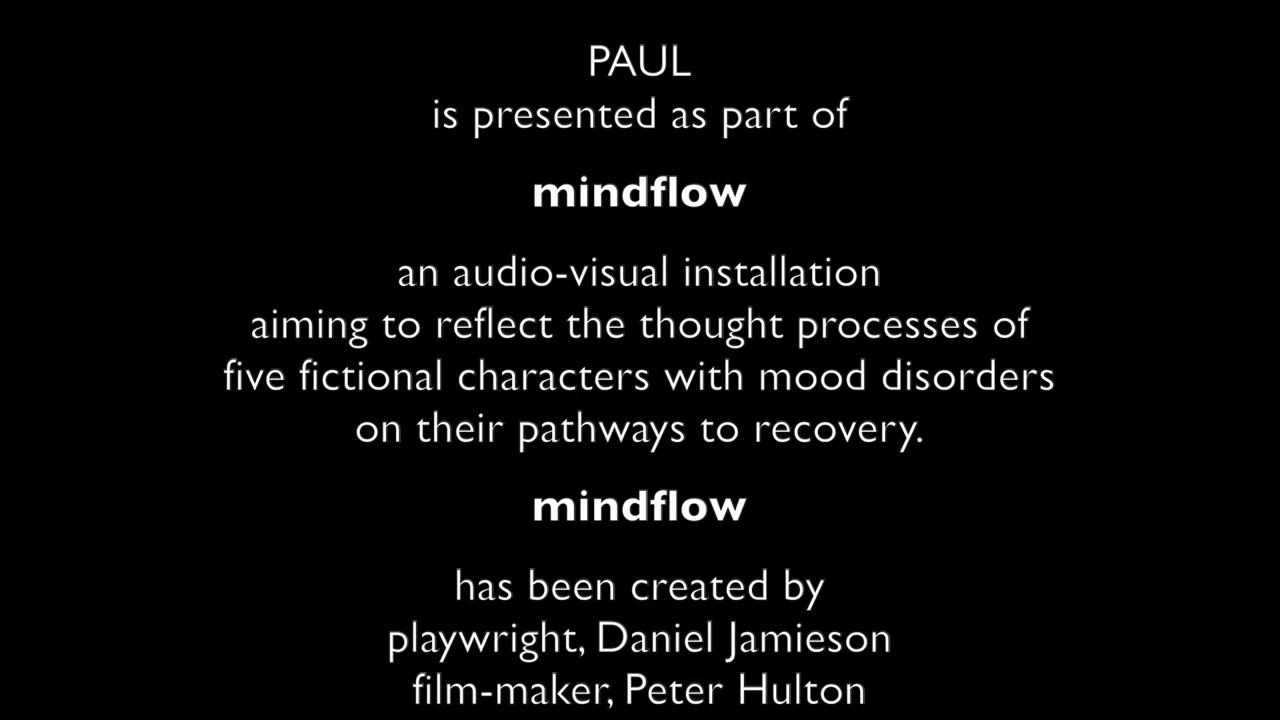 PAUL
is presented as part of
mindflow
an audio-visual installation
aiming to reflect the thought processes of
five fictional characters with mood disorders
on their pathways to recovery.
mindflow
has been created by
playwright, Daniel Jamieson
film-maker, Peter Hulton